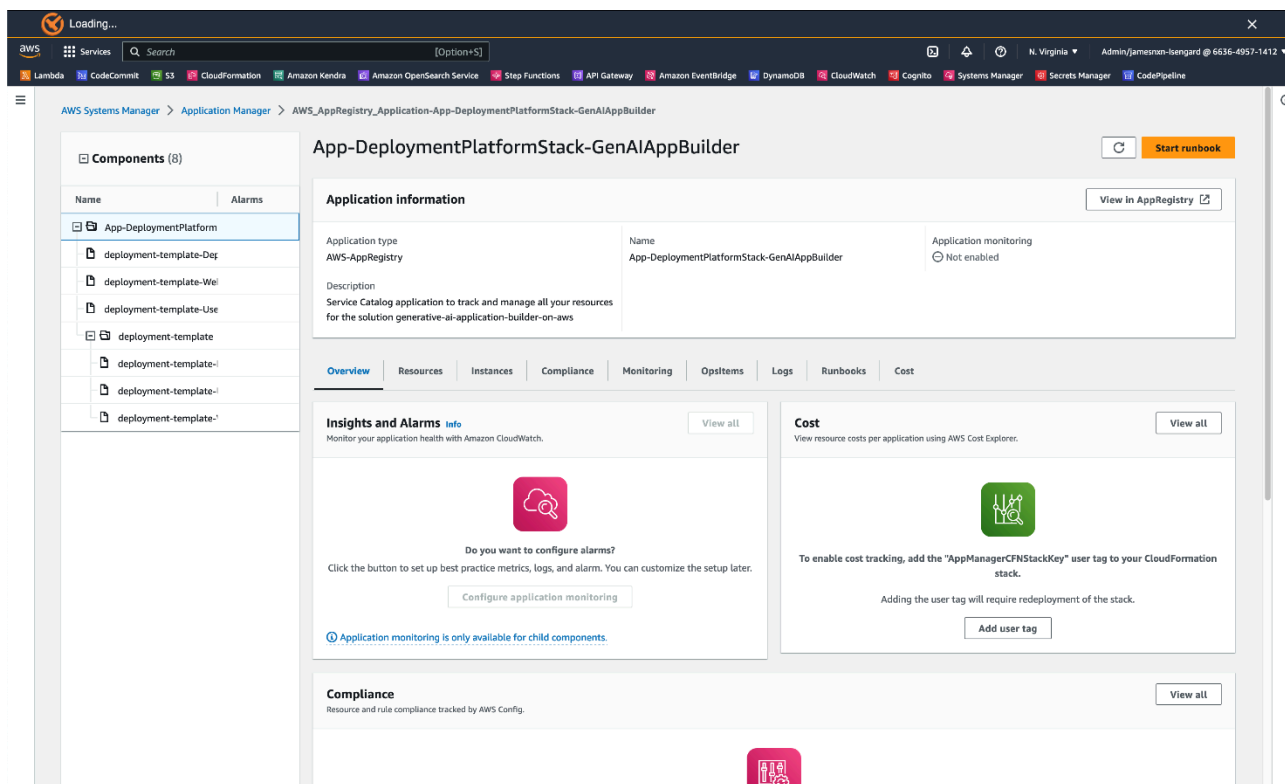 Loading...
aws Services Search [Option+S] N. Virginia Admin/jamesnxn-Isengard @ 6636-4957-1412
Lambda CodeCommit S3 CloudFormation Amazon Kendra Amazon OpenSearch Service Step Functions API Gateway Amazon EventBridge DynamoDB CloudWatch Cognito Systems Manager Secrets Manager CodePipeline
AWS Systems Manager > Application Manager > AWS_AppRegistry_Application-App-DeploymentPlatformStack-GenAIAppBuilder
Components (8)
Name Alarms
App-DeploymentPlatform
deployment-template-Dep
deployment-template-Wel
deployment-template-Use
deployment-template
deployment-template-
deployment-template-
deployment-template-
App-DeploymentPlatformStack-GenAIAppBuilder
Start runbook
Application information
View in AppRegistry
Application type
AWS-AppRegistry
Name
App-DeploymentPlatformStack-GenAIAppBuilder
Application monitoring
Not enabled
Description
Service Catalog application to track and manage all your resources
for the solution generative-ai-application-builder-on-aws
Overview Resources Instances Compliance Monitoring OpsItems Logs Runbooks Cost
Insights and Alarms Info
View all
Monitor your application health with Amazon CloudWatch.
Do you want to configure alarms?
Click the button to set up best practice metrics, logs, and alarm. You can customize the setup later.
Configure application monitoring
Application monitoring is only available for child components.
Cost
View all
View resource costs per application using AWS Cost Explorer.
To enable cost tracking, add the "AppManagerCFNStackKey" user tag to your CloudFormation
stack.
Adding the user tag will require redeployment of the stack.
Add user tag
Compliance
View all
Resource and rule compliance tracked by AWS Config.